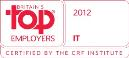 BRITAIN'S
top
EMPLOYERS
2012
IT
CERTIFIED BY THE CRF INSTITUTE